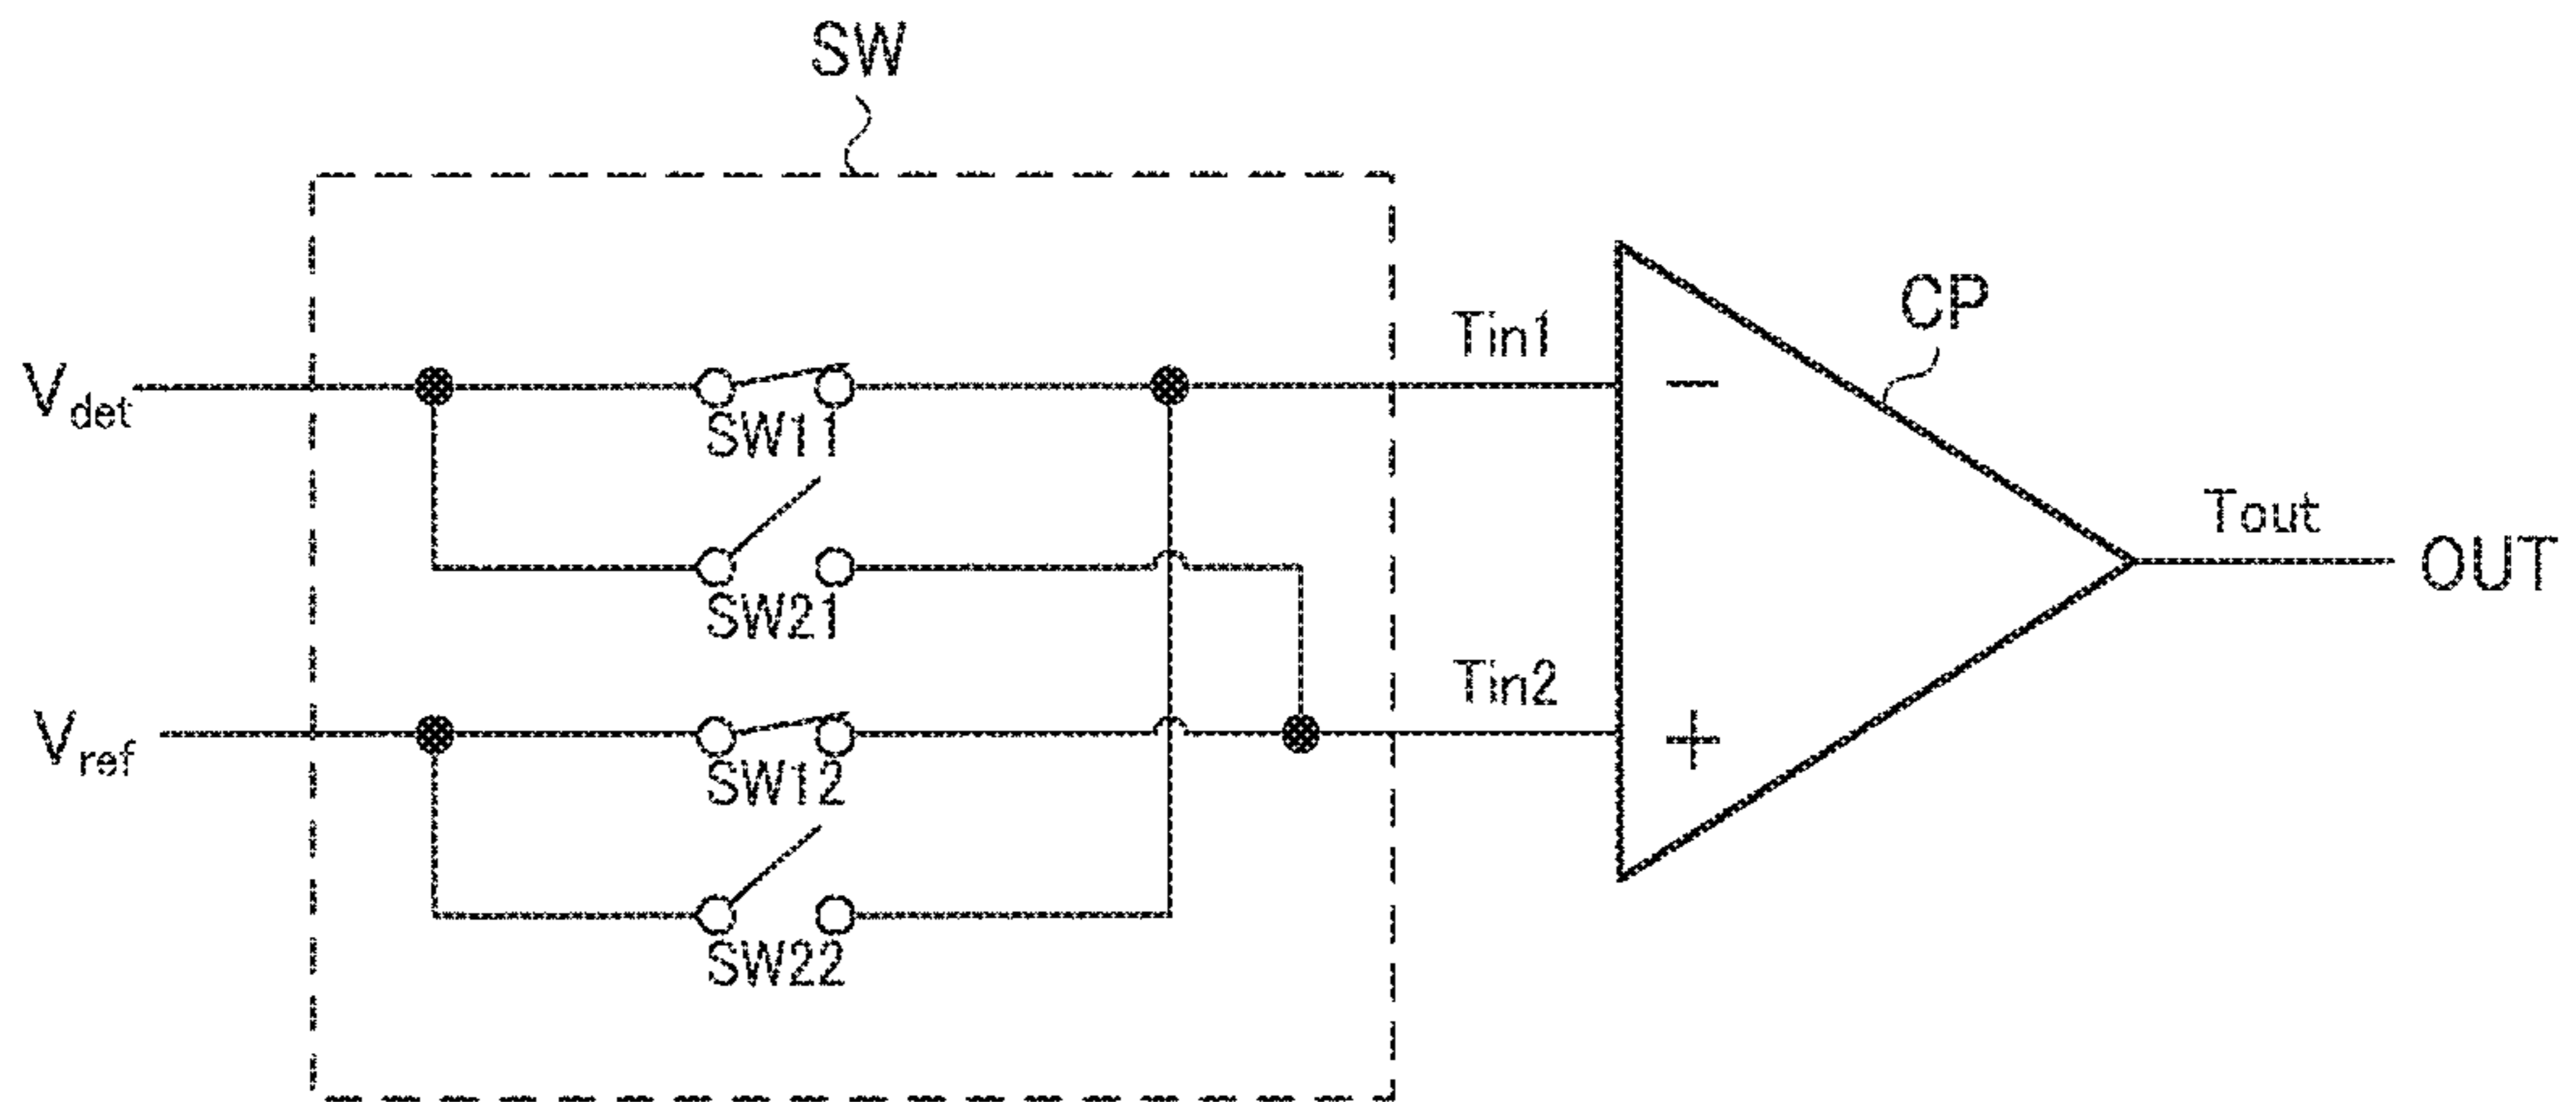 SW
CP
Tin1
−
Vdet
SW11
Tout
OUT
SW21
Tin2
+
Vref
SW12
SW22